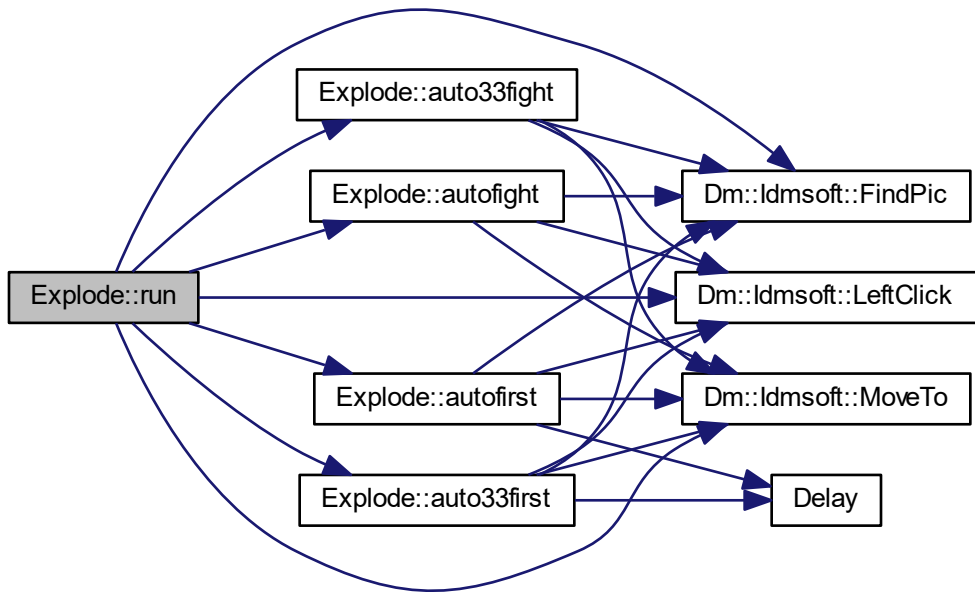 Explode::auto33fight
Explode::autofight
Dm::Idmsoft::FindPic
Explode::run
Dm::Idmsoft::LeftClick
Explode::autofirst
Dm::Idmsoft::MoveTo
Explode::auto33first
Delay